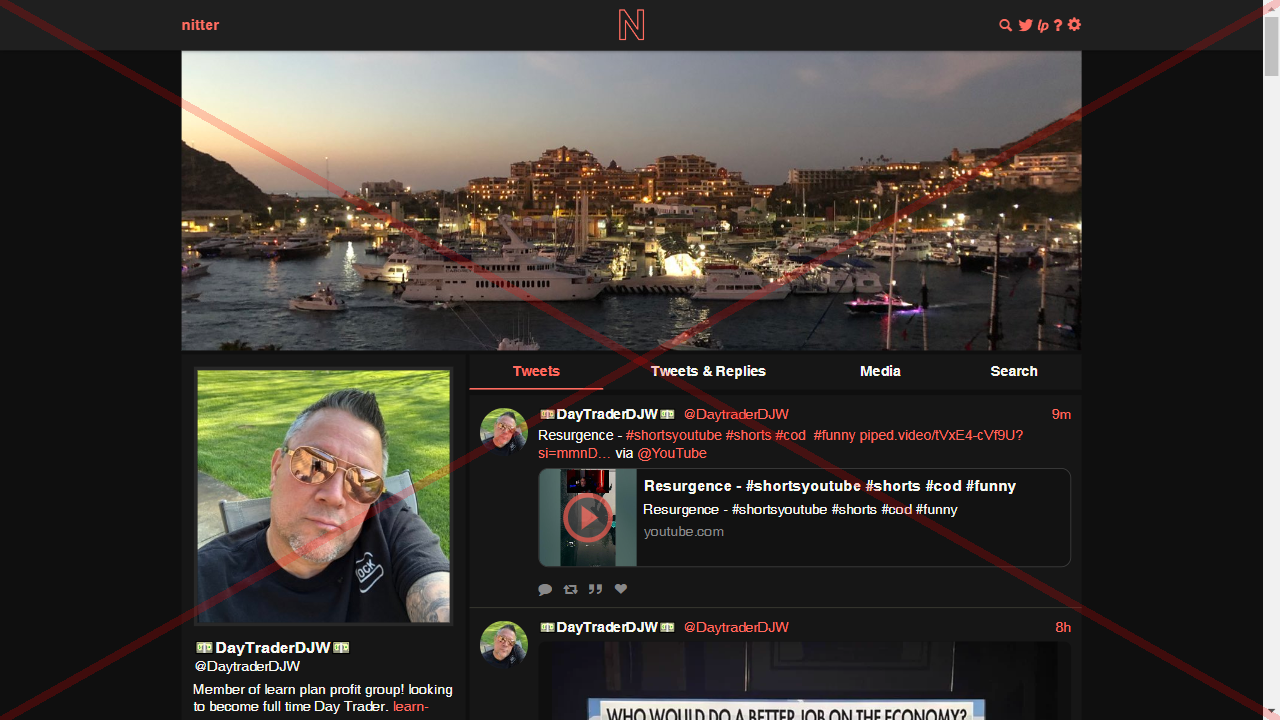 nitter
N
lp ?
Tweets
Tweets & Replies
Media
Search
DayTraderDJW @DaytraderDJW 9m
Resurgence - #shortsyoutube #shorts #cod #funny piped.video/tVxE4-cVf9U?
si=mmnD… via @YouTube
Resurgence - #shortsyoutube #shorts #cod #funny
Resurgence - #shortsyoutube #shorts #cod #funny
youtube.com
DayTraderDJW @DaytraderDJW 8h
WHO WOULD DO A BETTER JOB ON THE ECONOMY?
LOCK
DayTraderDJW
@DaytraderDJW
Member of learn plan profit group! looking
to become full time Day Trader. learn-